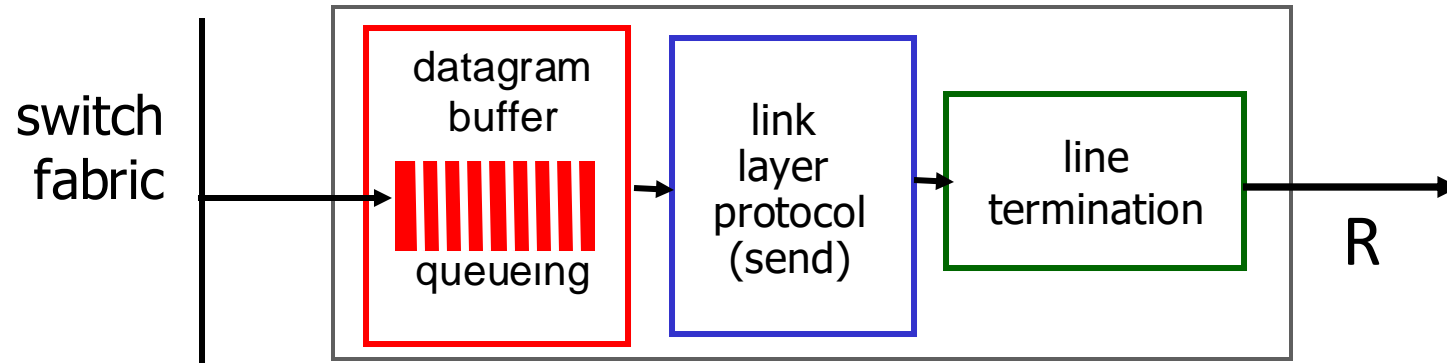 switch
fabric
datagram
buffer
queueing
link
layer
protocol
(send)
line
termination
R